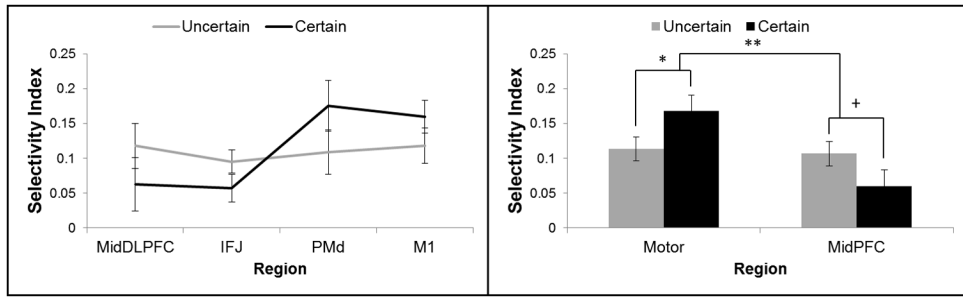 Uncertain Certain
Selectivity Index
0.25
0.2
0.15
0.1
0.05
0
MidDLPFC IFJ PMd M1
Region
Uncertain Certain
Selectivity Index
0.25
0.2
0.15
0.1
0.05
0
**
*
+
Motor MidPFC
Region